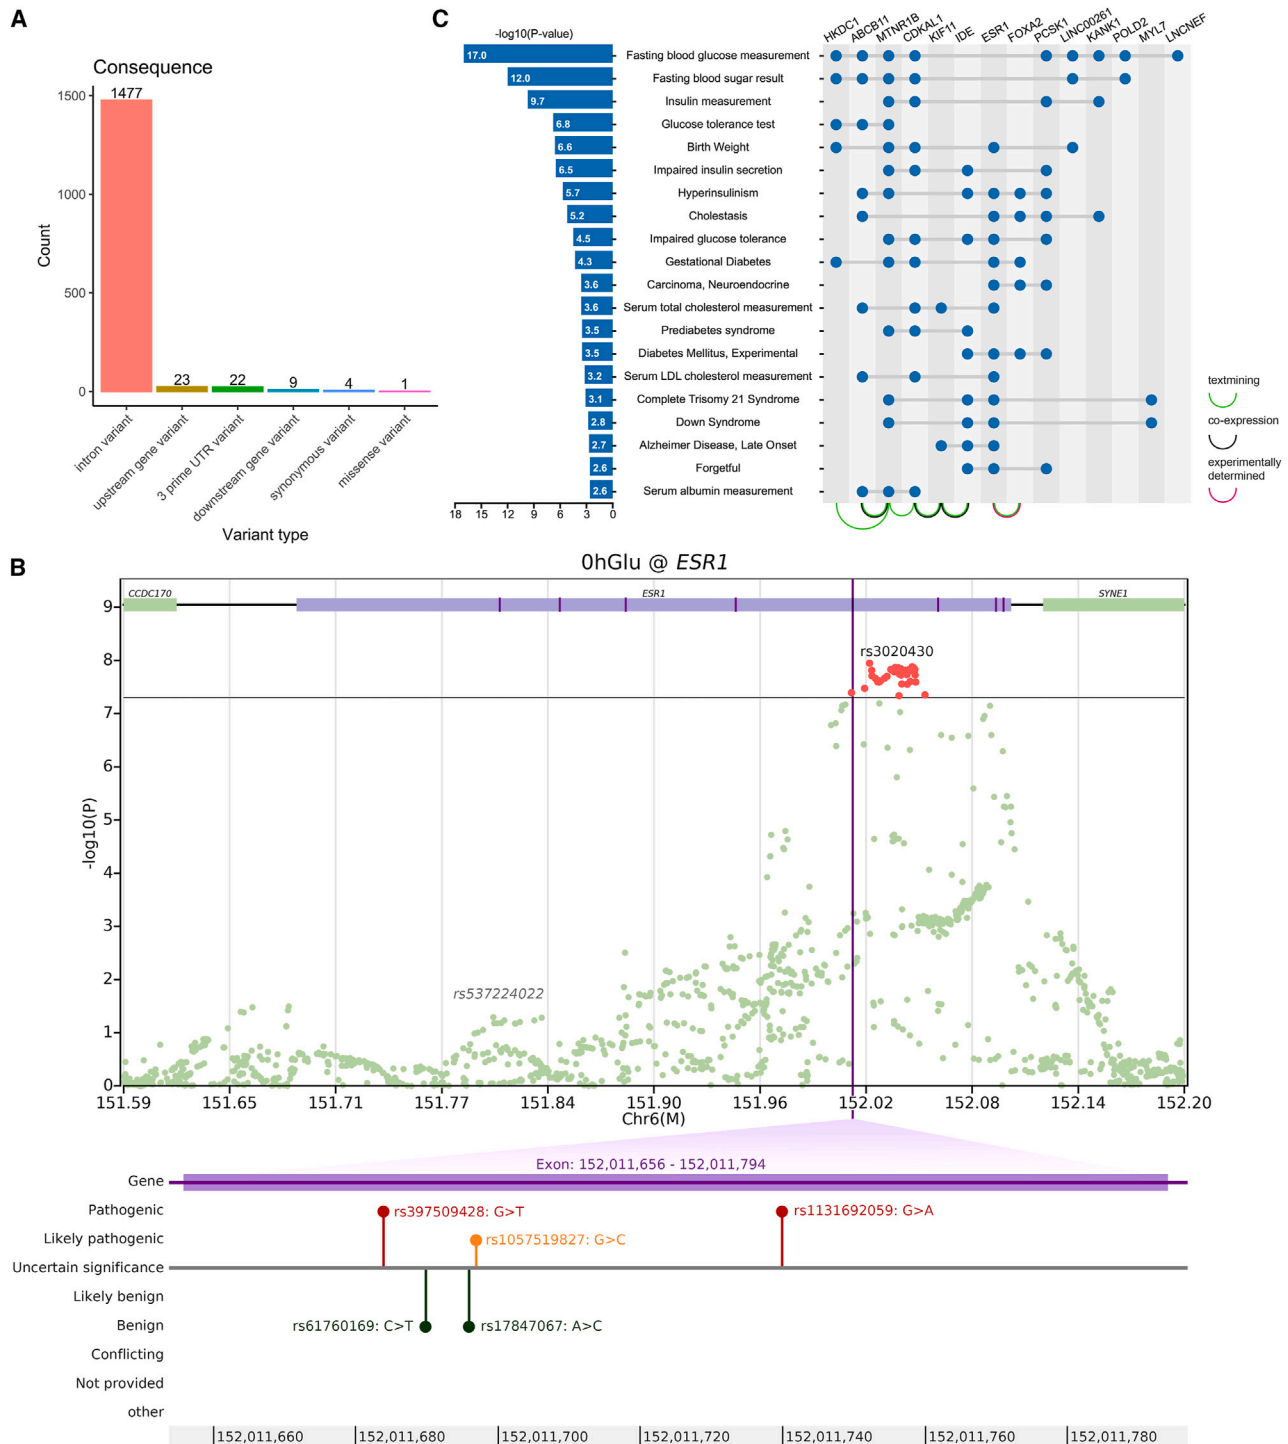 A
Consequence
Count
1500
1000
500
0
1477
23
22
9
4
1
intron variant
upstream gene variant
3 prime UTR variant
downstream gene variant
synonymous variant
missense variant
Variant type
C
-log10(P-value)
HKDC1
ABCB11
MTNR1B
CDKAL1
KIF11
IDE
ESR1
FOXA2
PCSK1
LINC00261
KANK1
POLD2
MYL7
LNCNEF
17.0 Fasting blood glucose measurement
12.0 Fasting blood sugar result
9.7 Insulin measurement
6.8 Glucose tolerance test
6.6 Birth Weight
6.5 Impaired insulin secretion
5.7 Hyperinsulinism
5.2 Cholestasis
4.5 Impaired glucose tolerance
4.3 Gestational Diabetes
3.6 Carcinoma, Neuroendocrine
3.6 Serum total cholesterol measurement
3.5 Prediabetes syndrome
3.5 Diabetes Mellitus, Experimental
3.2 Serum LDL cholesterol measurement
3.1 Complete Trisomy 21 Syndrome
2.8 Down Syndrome
2.7 Alzheimer Disease, Late Onset
2.6 Forgetful
2.6 Serum albumin measurement
18 15 12 9 6 3 0
textmining
co-expression
experimentally
determined
B
0hGlu @ ESR1
CCDC170 ESR1 SYNE1
-log10(P)
9
8
7
6
5
4
3
2
1
0
rs3020430
rs537224022
151.59 151.65 151.71 151.77 151.84 151.90 151.96 152.02 152.08 152.14 152.20
Chr6(M)
Exon: 152,011,656 - 152,011,794
Gene
Pathogenic
rs397509428: G>T
rs1131692059: G>A
Likely pathogenic
rs1057519827: G>C
Uncertain significance
Likely benign
Benign
rs61760169: C>T
rs17847067: A>C
Conflicting
Not provided
other
152,011,660 152,011,680 152,011,700 152,011,720 152,011,740 152,011,760 152,011,780